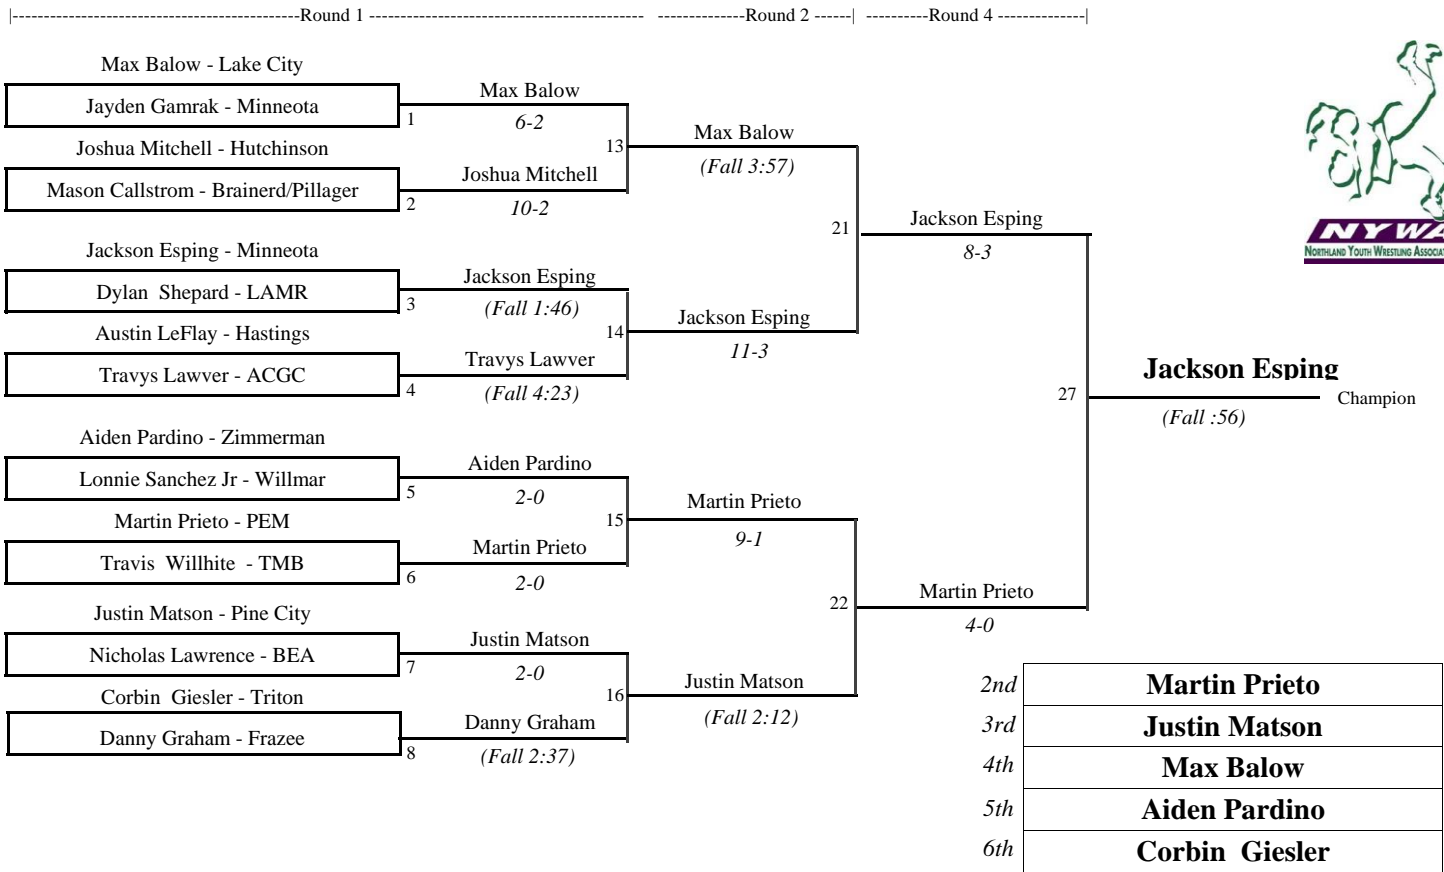 |--------------------------------------------Round 1 ------------------------------------------
--------------Round 2 ------|
----------Round 4 --------------|
Max Balow - Lake City
Jayden Gamrak - Minneota
1
Max Balow
6-2
Joshua Mitchell - Hutchinson
Mason Callstrom - Brainerd/Pillager
2
Joshua Mitchell
10-2
13
Max Balow
(Fall 3:57)
Jackson Esping - Minneota
Dylan Shepard - LAMR
3
Jackson Esping
(Fall 1:46)
Austin LeFlay - Hastings
Travys Lawver - ACGC
4
Travys Lawver
(Fall 4:23)
14
Jackson Esping
11-3
21
Jackson Esping
8-3
Aiden Pardino - Zimmerman
Lonnie Sanchez Jr - Willmar
5
Aiden Pardino
2-0
Martin Prieto - PEM
Travis Willhite - TMB
6
Martin Prieto
2-0
15
Martin Prieto
9-1
Justin Matson - Pine City
Nicholas Lawrence - BEA
7
Justin Matson
2-0
Corbin Giesler - Triton
Danny Graham - Frazee
8
Danny Graham
(Fall 2:37)
16
Justin Matson
(Fall 2:12)
22
Martin Prieto
4-0
27
Jackson Esping
Champion
(Fall :56)
NYWA
NORTHLAND YOUTH WRESTLING
2nd Martin Prieto
3rd Justin Matson
4th Max Balow
5th Aiden Pardino
6th Corbin Giesler